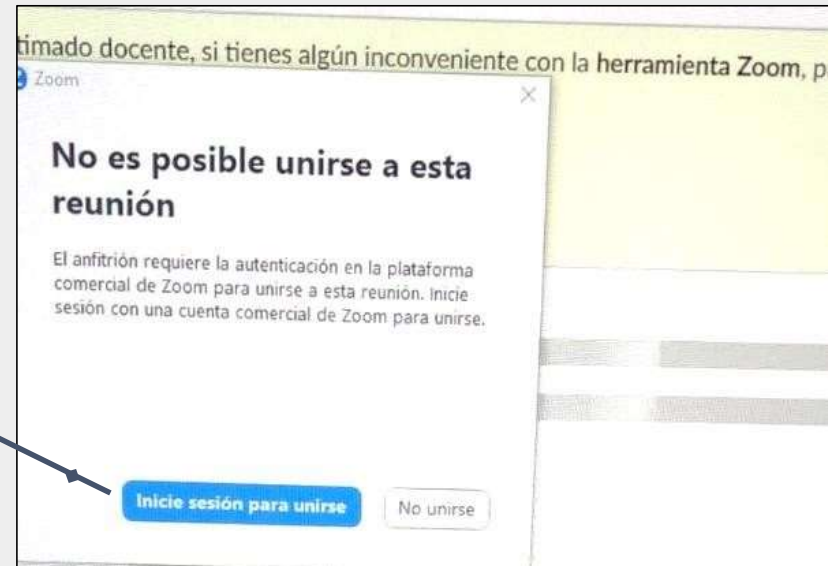 timado docente, si tienes algún inconveniente con la herramienta Zoom, p
Zoom
No es posible unirse a esta
reunión
El anfitrión requiere la autenticación en la plataforma
comercial de Zoom para unirse a esta reunión. Inicie
sesión con una cuenta comercial de Zoom para unirse.
Inicie sesión para unirse
No unirse